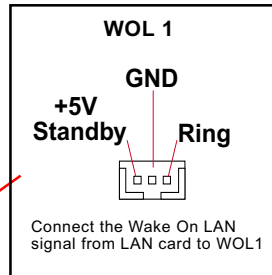 WOL 1
GND
+5V
Standby
Ring
Connect the Wake On LAN
signal from LAN card to WOL1